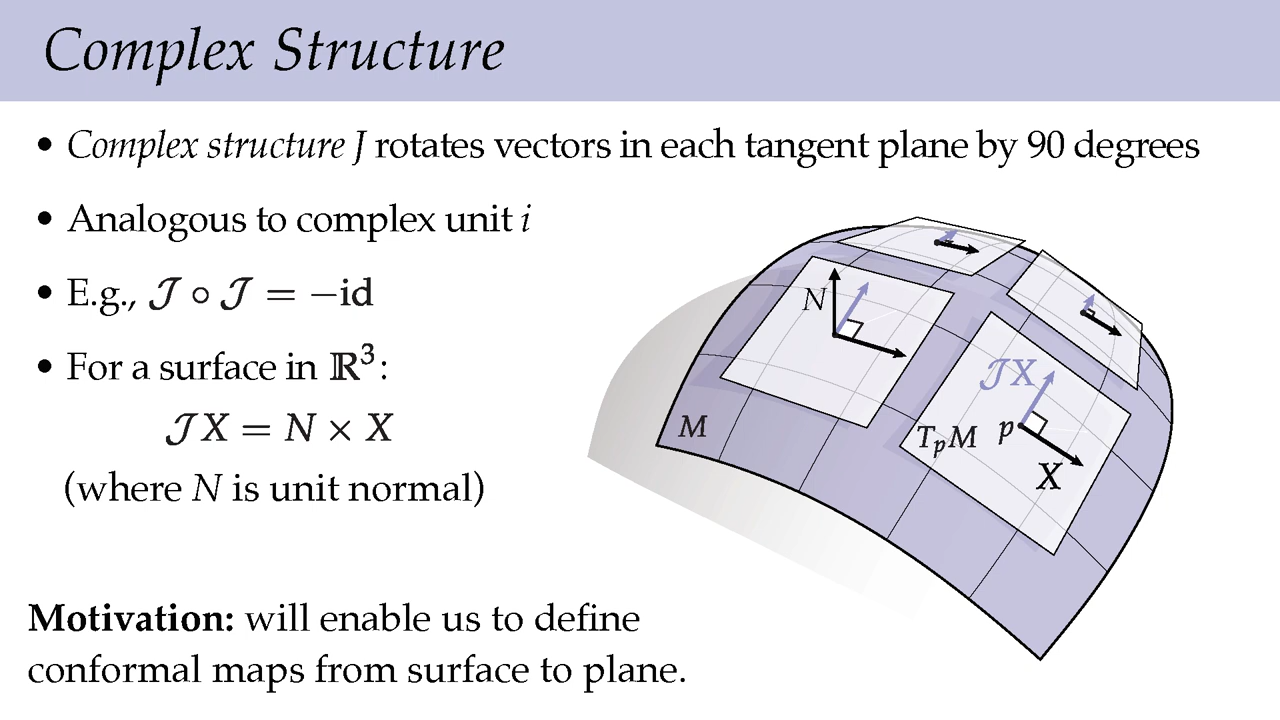 Complex Structure
• Complex structure J rotates vectors in each tangent plane by 90 degrees
• Analogous to complex unit i
• E.g., 𝒥 ∘ 𝒥 = −id
• For a surface in ℝ³:
𝒥X = N × X
(where N is unit normal)
N
𝒥X
M
TₚM
p
X
Motivation: will enable us to define
conformal maps from surface to plane.